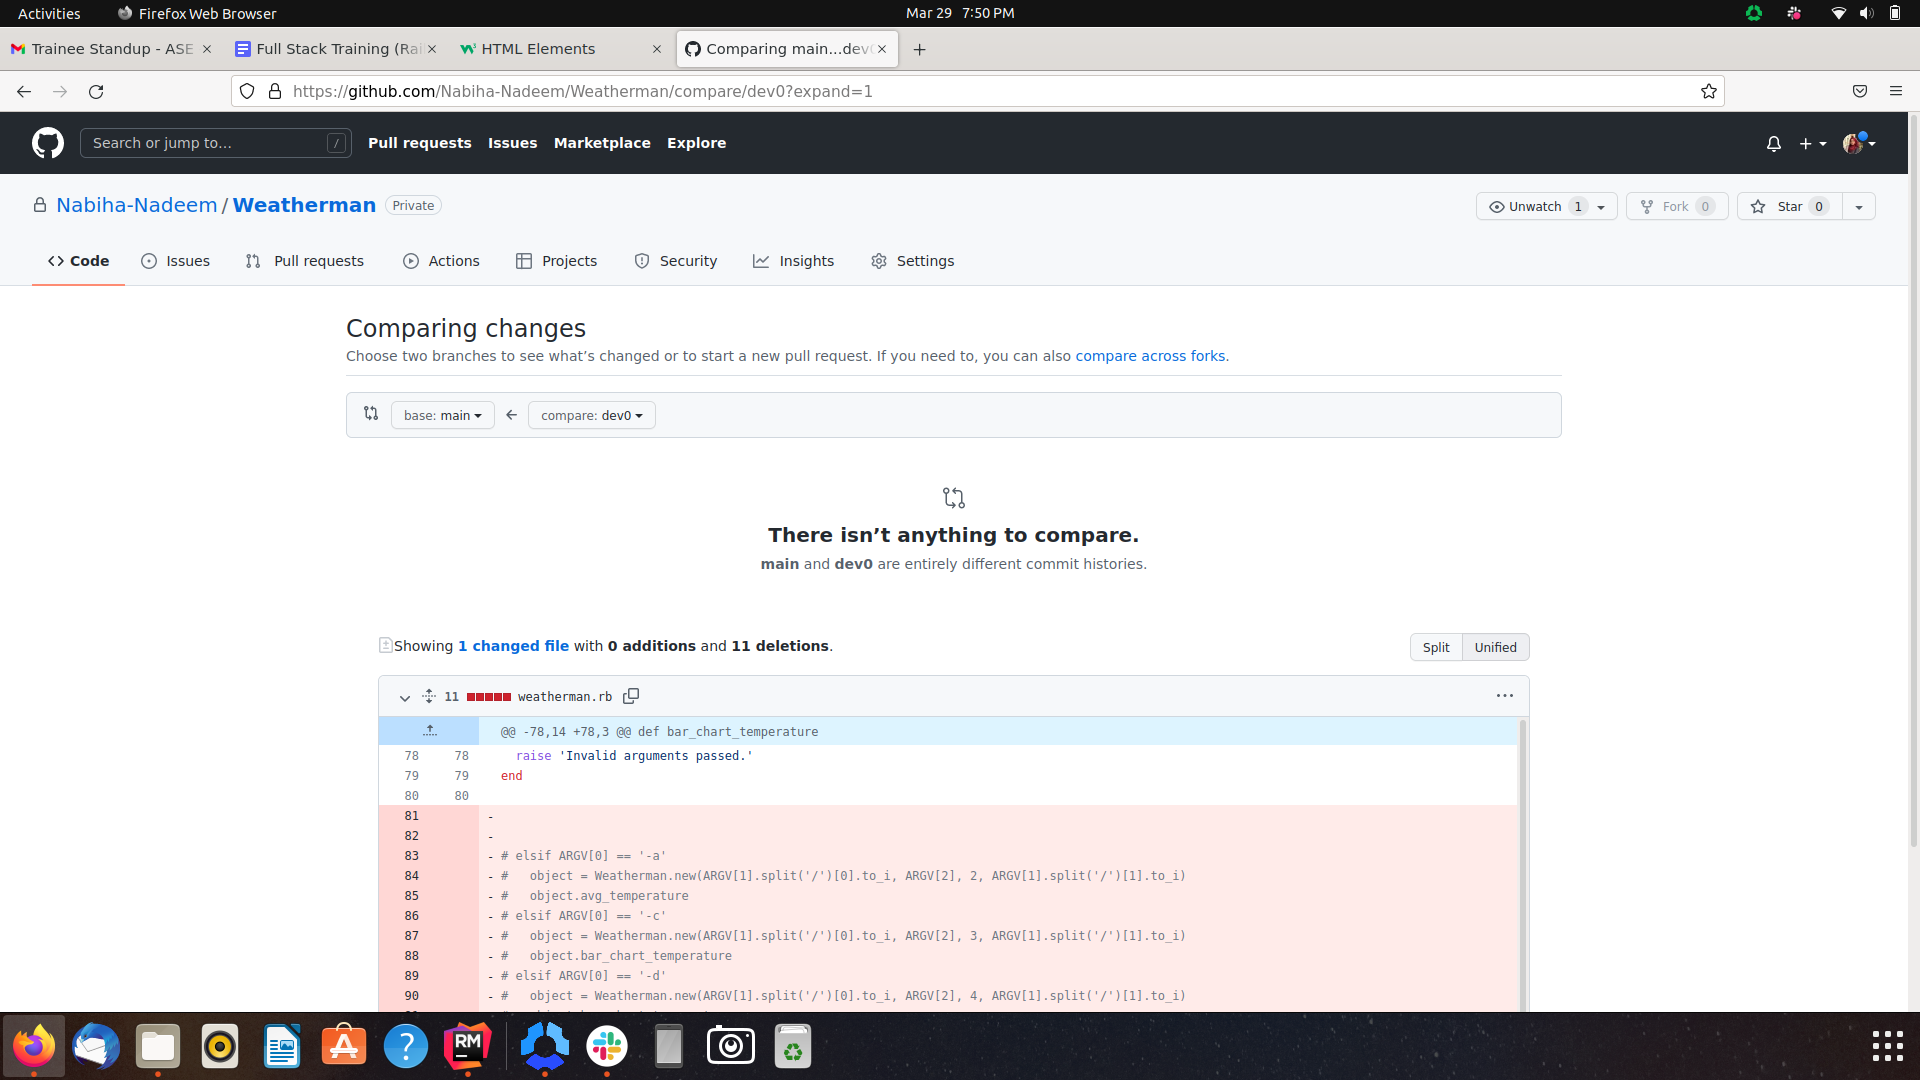 Activities Firefox Web Browser Mar 29 7:50 PM
Trainee Standup - ASE Full Stack Training (Rai HTML Elements Comparing main...dev
https://github.com/Nabiha-Nadeem/Weatherman/compare/dev0?expand=1
Search or jump to... / Pull requests Issues Marketplace Explore
Nabiha-Nadeem / Weatherman Private Unwatch 1 Fork 0 Star 0
Code Issues Pull requests Actions Projects Security Insights Settings
Comparing changes
Choose two branches to see what’s changed or to start a new pull request. If you need to, you can also compare across forks.
base: main compare: dev0
There isn’t anything to compare.
main and dev0 are entirely different commit histories.
Showing 1 changed file with 0 additions and 11 deletions. Split Unified
11 weatherman.rb
@@ -78,14 +78,3 @@ def bar_chart_temperature
78 78 raise 'Invalid arguments passed.'
79 79 end
80 80
81 -
82 -
83 - # elsif ARGV[0] == '-a'
84 - #   object = Weatherman.new(ARGV[1].split('/')[0].to_i, ARGV[2], 2, ARGV[1].split('/')[1].to_i)
85 - #   object.avg_temperature
86 - # elsif ARGV[0] == '-c'
87 - #   object = Weatherman.new(ARGV[1].split('/')[0].to_i, ARGV[2], 3, ARGV[1].split('/')[1].to_i)
88 - #   object.bar_chart_temperature
89 - # elsif ARGV[0] == '-d'
90 - #   object = Weatherman.new(ARGV[1].split('/')[0].to_i, ARGV[2], 4, ARGV[1].split('/')[1].to_i)
RM